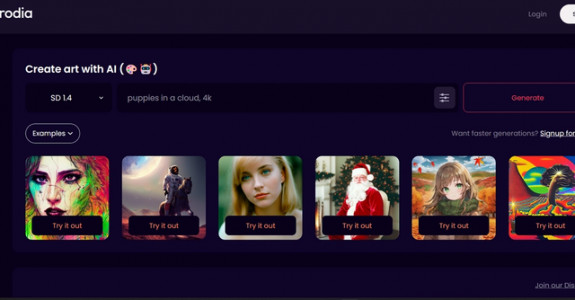 rodia
Login
Create art with AI (🎨🤖)
SD 1.4
puppies in a cloud, 4k
Generate
Examples
Want faster generations? Signup for
Try it out
Try it out
Try it out
Try it out
Try it out
Try it out
Join our Dis